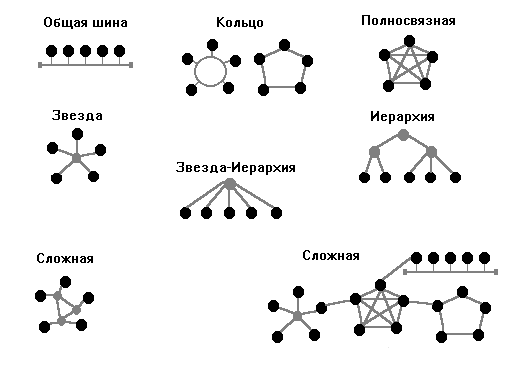 Общая шина
Кольцо
Полносвязная
Звезда
Иерархия
Звезда-Иерархия
Сложная
Сложная